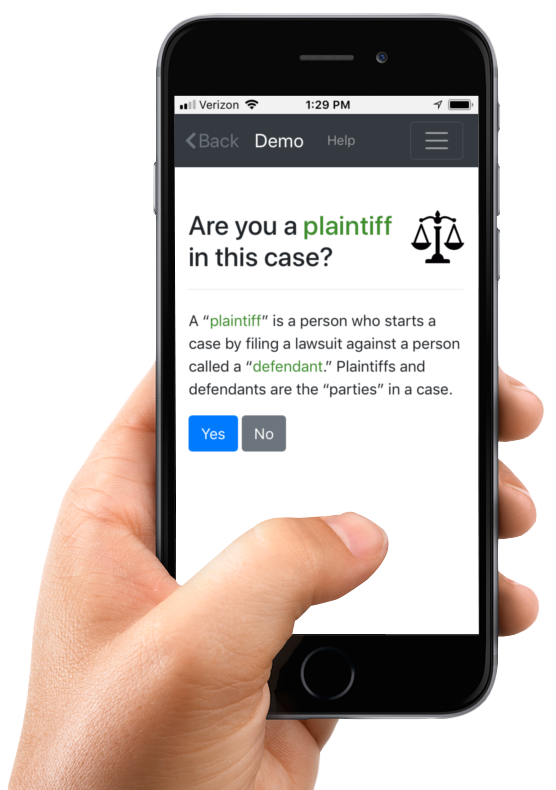 Verizon 1:29 PM
Back Demo Help
Are you a plaintiff
in this case?
A “plaintiff” is a person who starts a
case by filing a lawsuit against a person
called a “defendant.” Plaintiffs and
defendants are the “parties” in a case.
Yes No